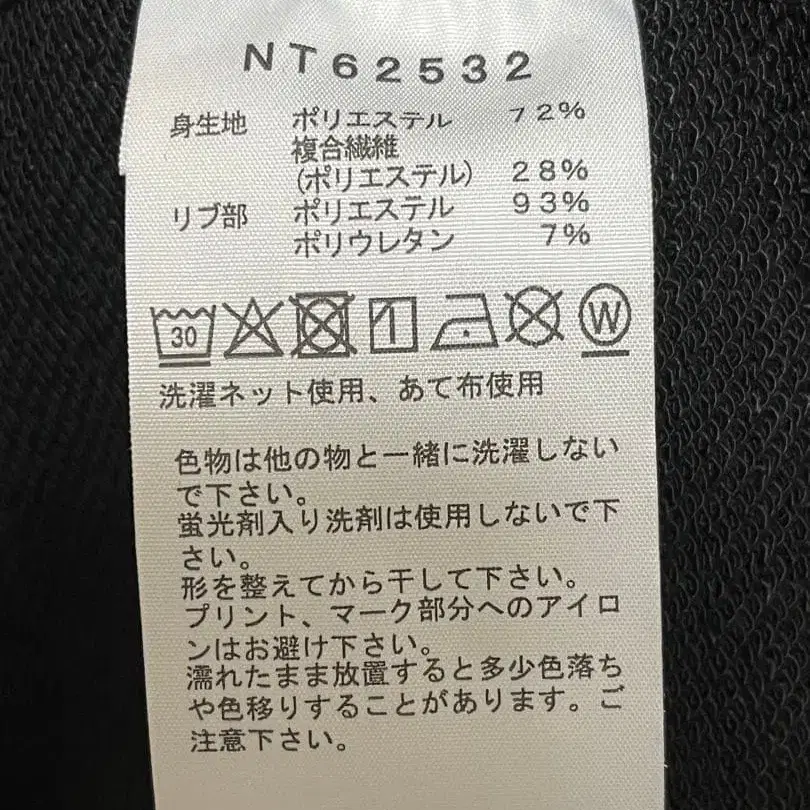 NT62532
身生地 ポリエステル 72%
複合繊維
(ポリエステル) 28%
リブ部 ポリエステル 93%
ポリウレタン 7%
30 W
洗濯ネット使用、あて布使用
色物は他の物と一緒に洗濯しない
で下さい。
蛍光剤入り洗剤は使用しないで下
さい。
形を整えてから干して下さい。
プリント、マーク部分へのアイロ
ンはお避け下さい。
濡れたまま放置すると多少色落ち
や色移りすることがあります。ご
注意下さい。